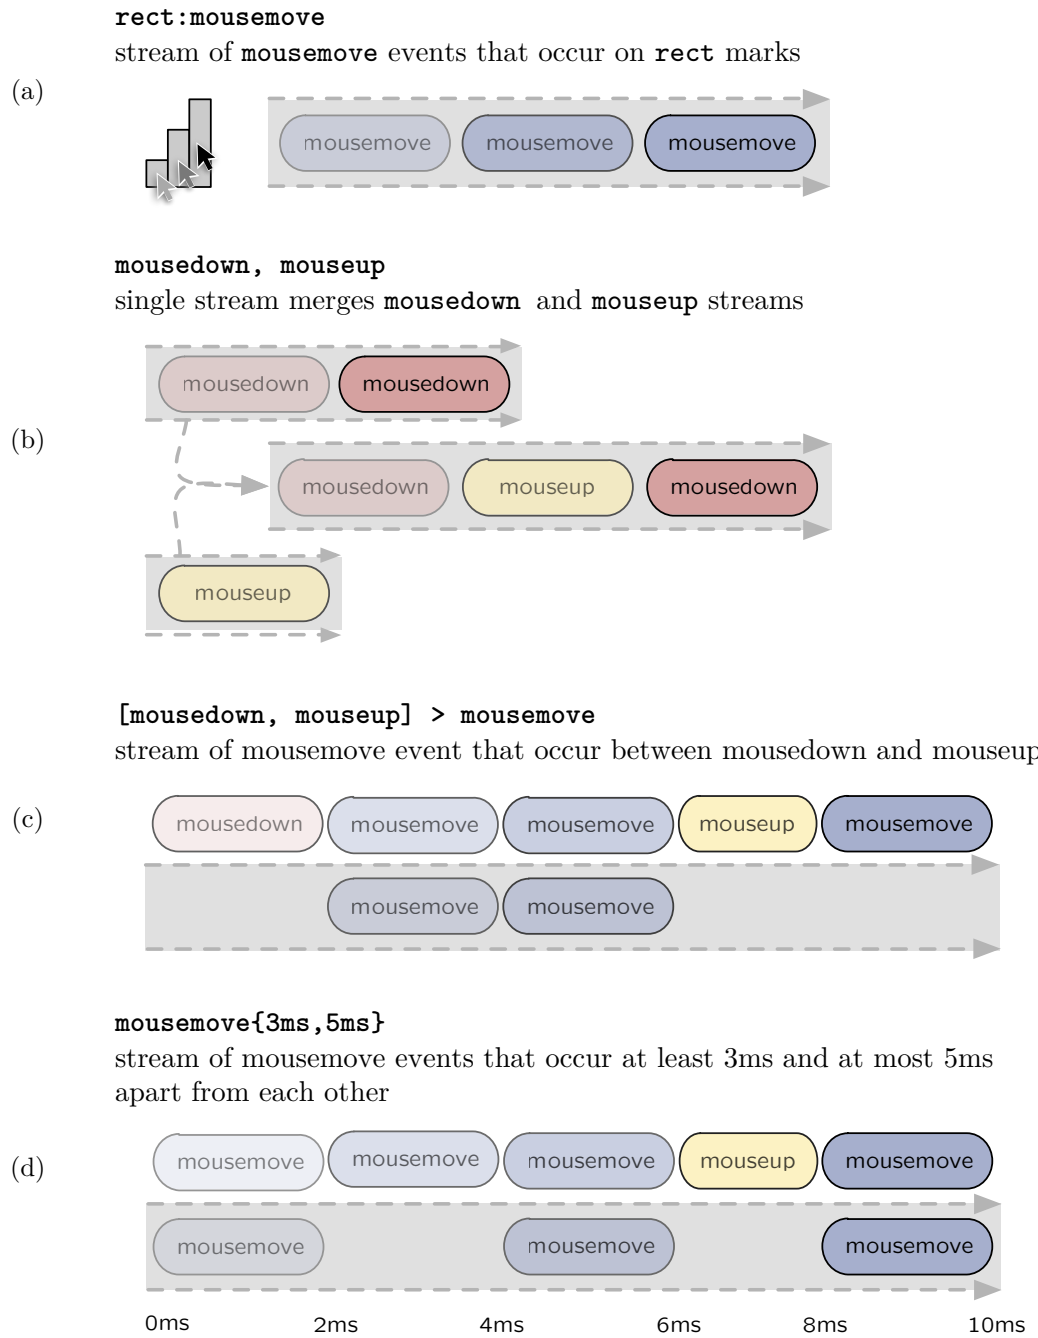 rect:mousemove
stream of mousemove events that occur on rect marks
(a)
mousemove mousemove mousemove
mousedown, mouseup
single stream merges mousedown and mouseup streams
mousedown mousedown
(b)
mousedown mouseup mousedown
mouseup
[mousedown, mouseup] > mousemove
stream of mousemove event that occur between mousedown and mouseup
(c)
mousedown mousemove mousemove mouseup mousemove
mousemove mousemove
mousemove{3ms,5ms}
stream of mousemove events that occur at least 3ms and at most 5ms
apart from each other
(d)
mousemove mousemove mousemove mouseup mousemove
mousemove mousemove mousemove
0ms 2ms 4ms 6ms 8ms 10ms